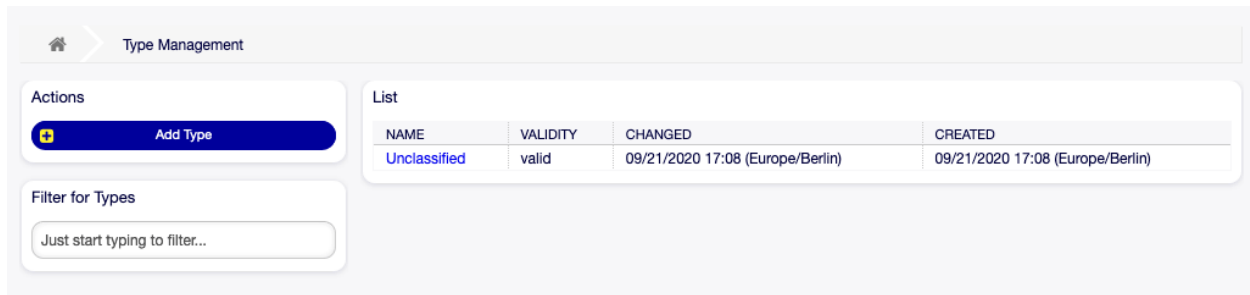 Type Management
Actions
Add Type
Filter for Types
Just start typing to filter...
List
NAME VALIDITY CHANGED CREATED
Unclassified valid 09/21/2020 17:08 (Europe/Berlin) 09/21/2020 17:08 (Europe/Berlin)